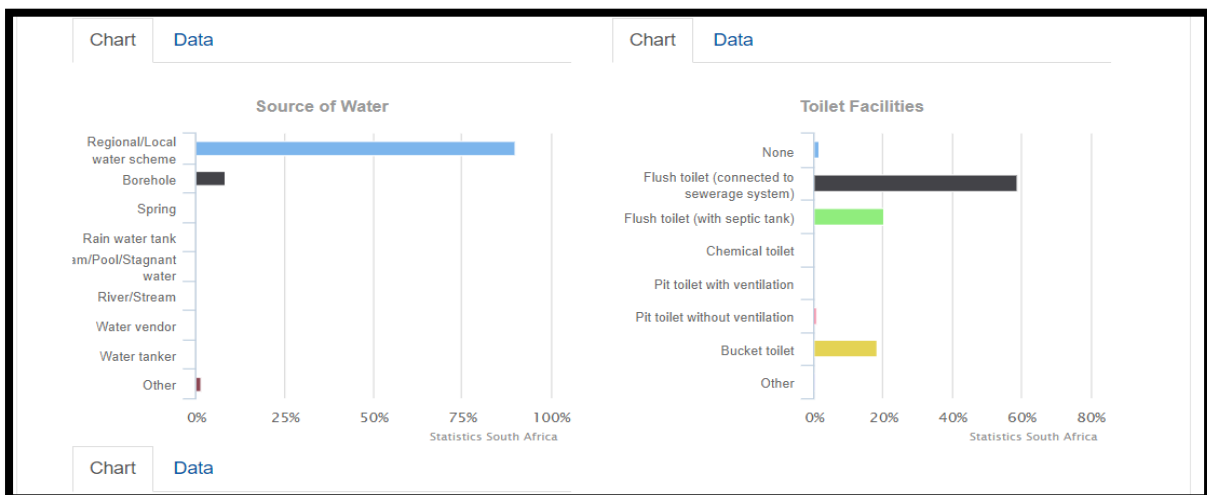 Chart Data
Source of Water
Regional/Local
water scheme
Borehole
Spring
Rain water tank
am/Pool/Stagnant
water
River/Stream
Water vendor
Water tanker
Other
0% 25% 50% 75% 100%
Statistics South Africa
Chart Data
Chart Data
Toilet Facilities
None
Flush toilet (connected to
sewerage system)
Flush toilet (with septic tank)
Chemical toilet
Pit toilet with ventilation
Pit toilet without ventilation
Bucket toilet
Other
0% 20% 40% 60% 80%
Statistics South Africa